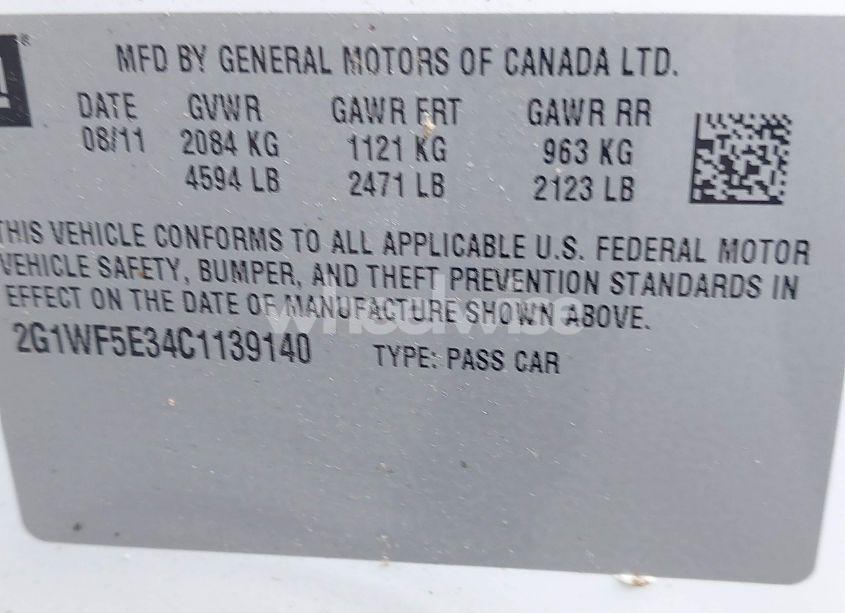 MFD BY GENERAL MOTORS OF CANADA LTD.
DATE GVWR GAWR FRT GAWR RR
08/11 2084 KG 1121 KG 963 KG
4594 LB 2471 LB 2123 LB
THIS VEHICLE CONFORMS TO ALL APPLICABLE U.S. FEDERAL MOTOR
VEHICLE SAFETY, BUMPER, AND THEFT PREVENTION STANDARDS IN
EFFECT ON THE DATE OF MANUFACTURE SHOWN ABOVE.
wheelwise
2G1WF5E34C1139140 TYPE: PASS CAR